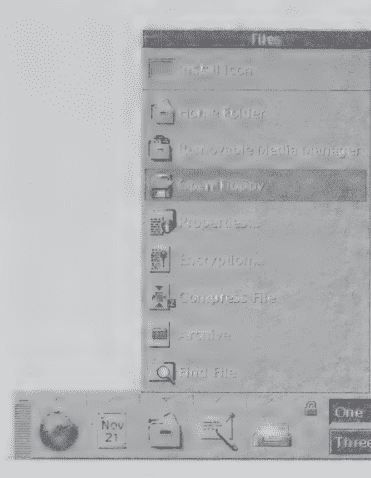 Files
Install Icon
Home Folder
Removable Media Manager
Open Floppy
Properties...
Encryption...
Compress File
Archive
Find File
One
Nov
21
Three